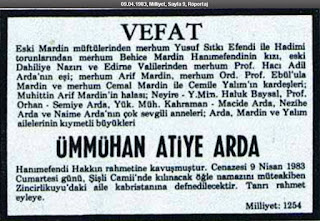 09.04.1983, Milliyet, Sayfa 9, Röportaj
VEFAT
Eski Mardin müftülerinden merhum Yusuf Sıtkı Efendi ile Hadimi
torunlarından merhum Behice Mardin Hanımefendinin kızı, eski
Dahiliye Nazırı ve Edirne Valilerinden merhum Prof. Hacı Adil
Arda'nın eşi; merhum Arif Mardin, merhum Ord. Prof. Ebül'ula
Mardin ve merhum Cemal Mardin ile Cemile Yalım'ın kardeşleri;
Muhittin Arif Mardin'in halası; Neyire - Y.Min. Haluk Baysal, Prof.
Orhan - Semiye Arda, Yük. Müh. Kahraman - Macide Arda, Nezihe
Arda ve Naime Arda'nın çok sevgili anneleri; Arda, Mardin ve Yalım
ailelerinin kıymetli büyükleri
ÜMMÜHAN ATİYE ARDA
Hanımefendi Hakkın rahmetine kavuşmuştur. Cenazesi 9 Nisan 1983
Cumartesi günü, Şişli Camii'nde kılınacak öğle namazını müteakiben
Zincirlikuyu'daki aile kabristanına defnedilecektir. Tanrı rahmet
eyleye.
Milliyet: 1254